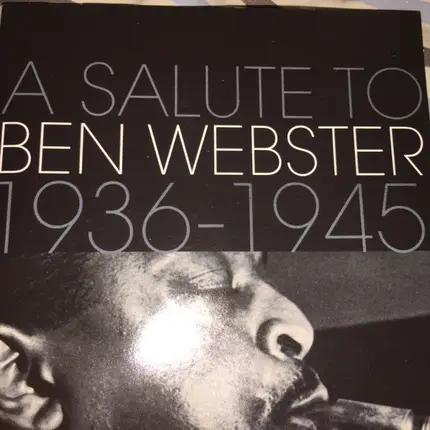 A SALUTE TO
BEN WEBSTER
1936-1945